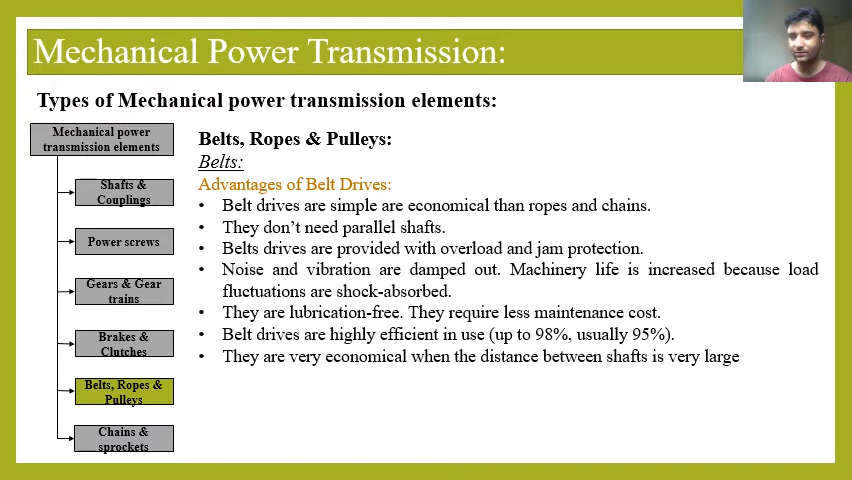 Mechanical Power Transmission:
Types of Mechanical power transmission elements:
Mechanical power
transmission elements
Shafts &
Couplings
Power screws
Gears & Gear
trains
Brakes &
Clutches
Belts, Ropes &
Pulleys
Chains &
sprockets
Belts, Ropes & Pulleys:
Belts:
Advantages of Belt Drives:
• Belt drives are simple are economical than ropes and chains.
• They don’t need parallel shafts.
• Belts drives are provided with overload and jam protection.
• Noise and vibration are damped out. Machinery life is increased because load
fluctuations are shock-absorbed.
• They are lubrication-free. They require less maintenance cost.
• Belt drives are highly efficient in use (up to 98%, usually 95%).
• They are very economical when the distance between shafts is very large